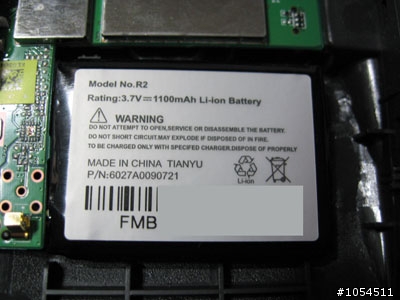 Model No.R2
Rating:3.7V⎓1100mAh Li-ion Battery
WARNING
DO NOT ATTEMPT TO OPEN,SERVICE OR DISASSEMBLE THE BATTERY.
DO NOT SHORT CIRCUIT,MAY EXPLODE IF DISPOSED OF IN FIRE.
TO BE CHARGED ONLY WITH SPECIFIED CHARGER,DISPOSE OF PROPERLY
MADE IN CHINA TIANYU
P/N:6027A0090721
Li-ion
FMB
#1054511